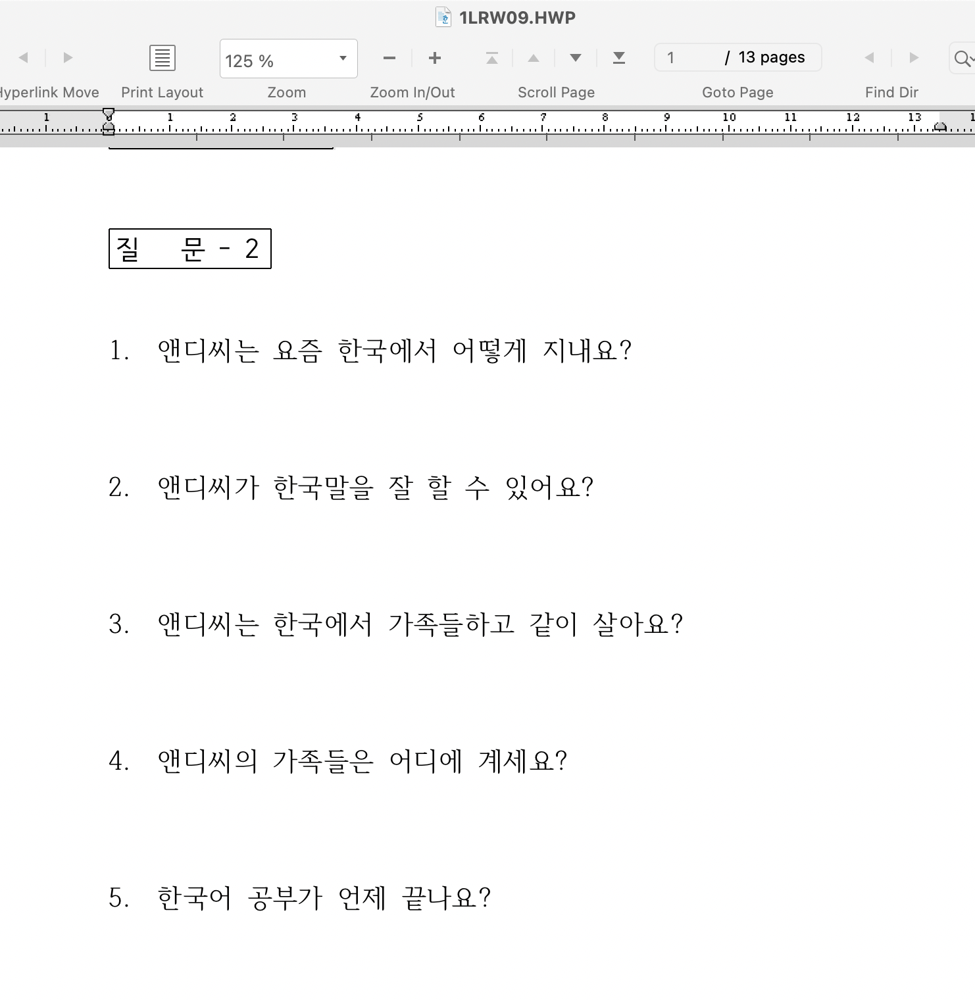 1LRW09.HWP
125 %
1 / 13 pages
Hyperlink Move Print Layout Zoom Zoom In/Out Scroll Page Goto Page Find Dir
1 0 1 2 3 4 5 6 7 8 9 10 11 12 13
질 문 - 2
1. 앤디씨는 요즘 한국에서 어떻게 지내요?
2. 앤디씨가 한국말을 잘 할 수 있어요?
3. 앤디씨는 한국에서 가족들하고 같이 살아요?
4. 앤디씨의 가족들은 어디에 계세요?
5. 한국어 공부가 언제 끝나요?